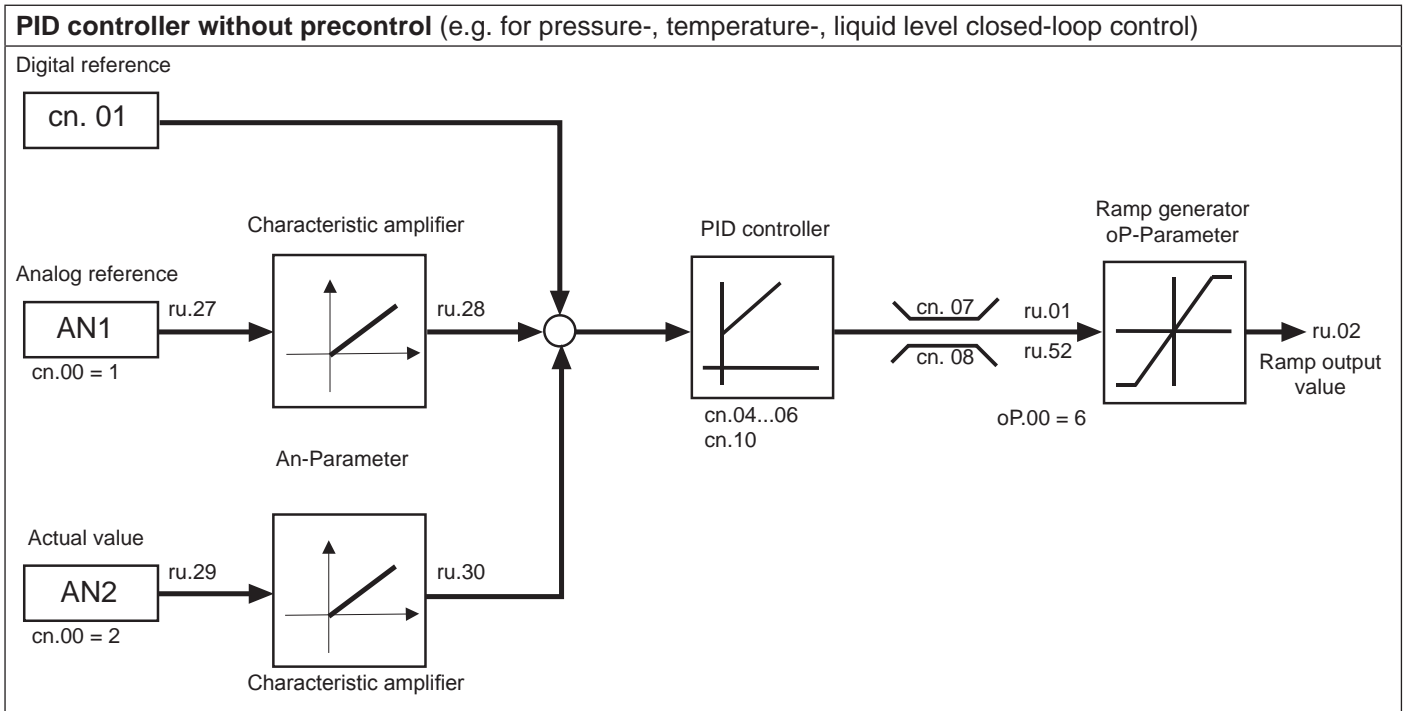 PID controller without precontrol (e.g. for pressure-, temperature-, liquid level closed-loop control)
Digital reference
cn. 01
Characteristic amplifier
Analog reference
AN1
cn.00 = 1
ru.27
ru.28
An-Parameter
Actual value
AN2
cn.00 = 2
ru.29
ru.30
Characteristic amplifier
PID controller
cn.04...06
cn.10
cn. 07
cn. 08
ru.01
ru.52
oP.00 = 6
Ramp generator
oP-Parameter
ru.02
Ramp output
value